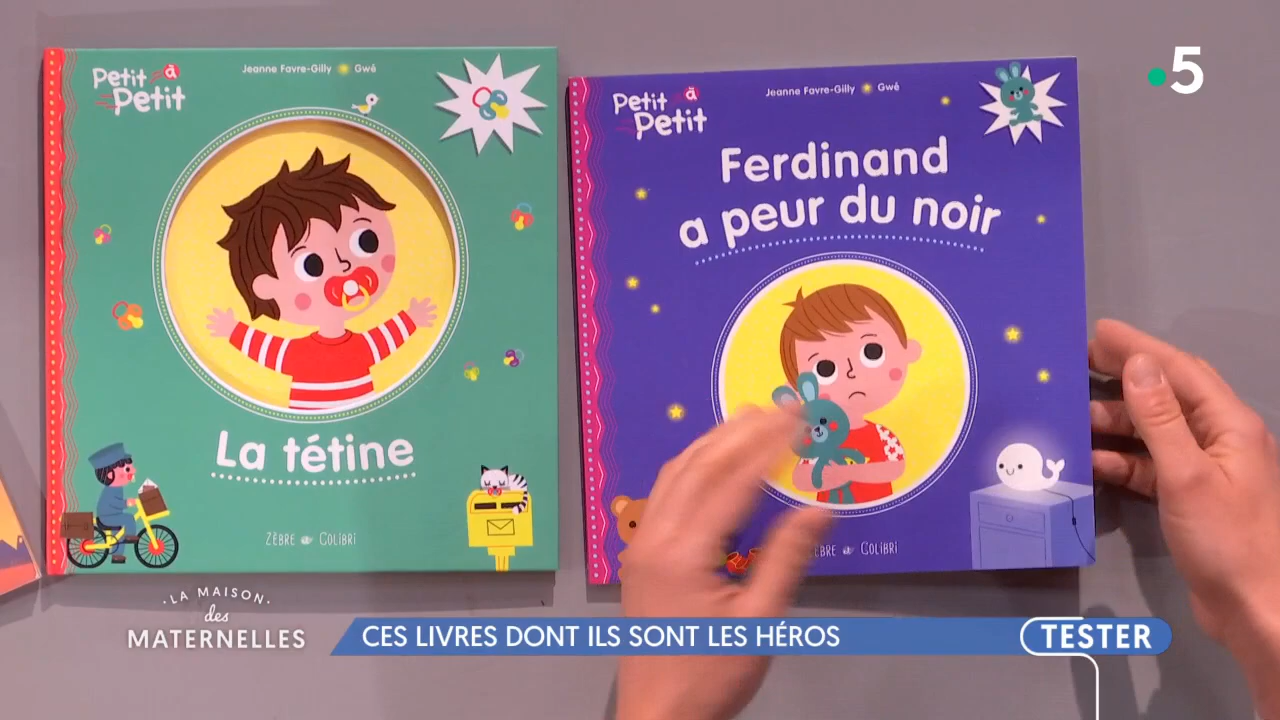 Petit à
Petit
Jeanne Favre-Gilly Gwé
La tétine
ZÈBRE COLIBRI
Petit à
Petit
Jeanne Favre-Gilly Gwé
Ferdinand
a peur du noir
ÈBRE COLIBRI
5
·LA MAISON·
des
MATERNELLES
CES LIVRES DONT ILS SONT LES HÉROS
TESTER